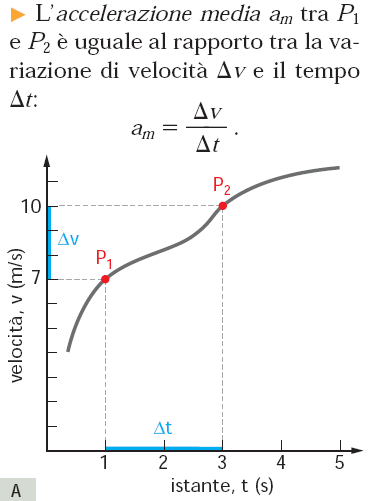 ► L'accelerazione media am tra P1
e P2 è uguale al rapporto tra la va-
riazione di velocità Δv e il tempo
Δt:
am = Δv / Δt .
P2
10
Δv
P1
7
velocità, v (m/s)
Δt
1 2 3 4 5
istante, t (s)
A